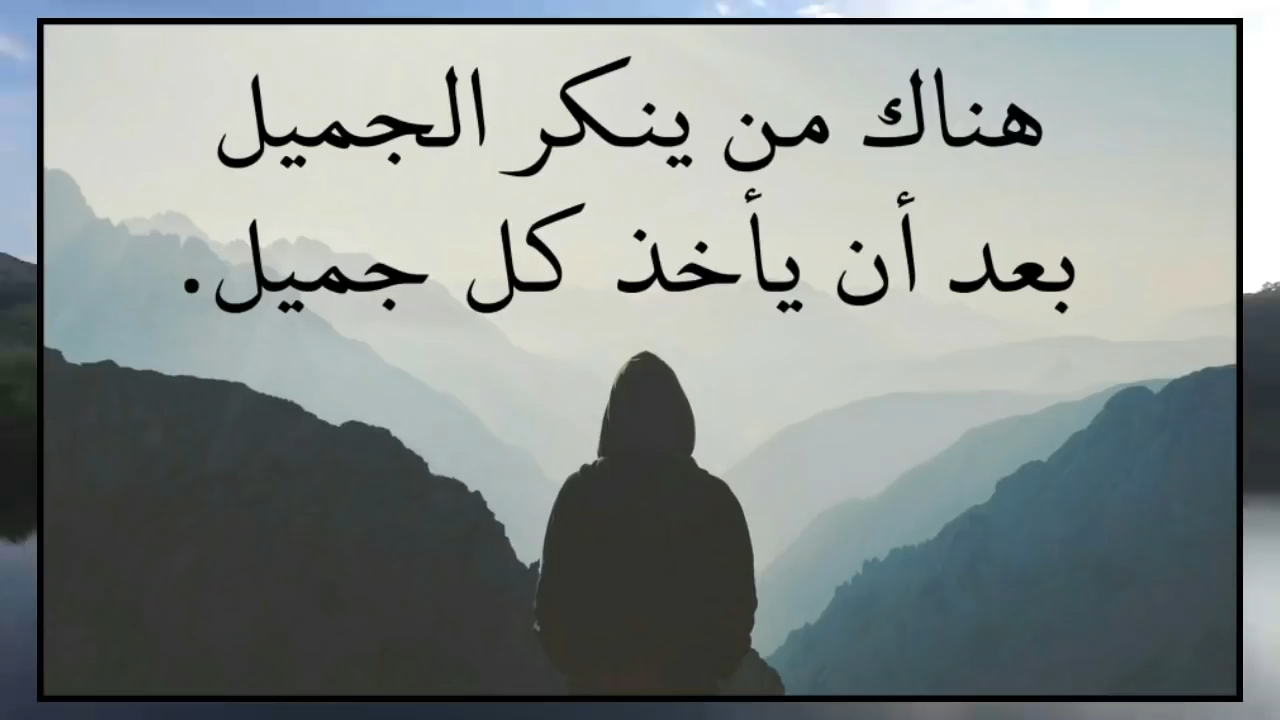 هناك من ينكر الجميل
بعد أن يأخذ كل جميل.